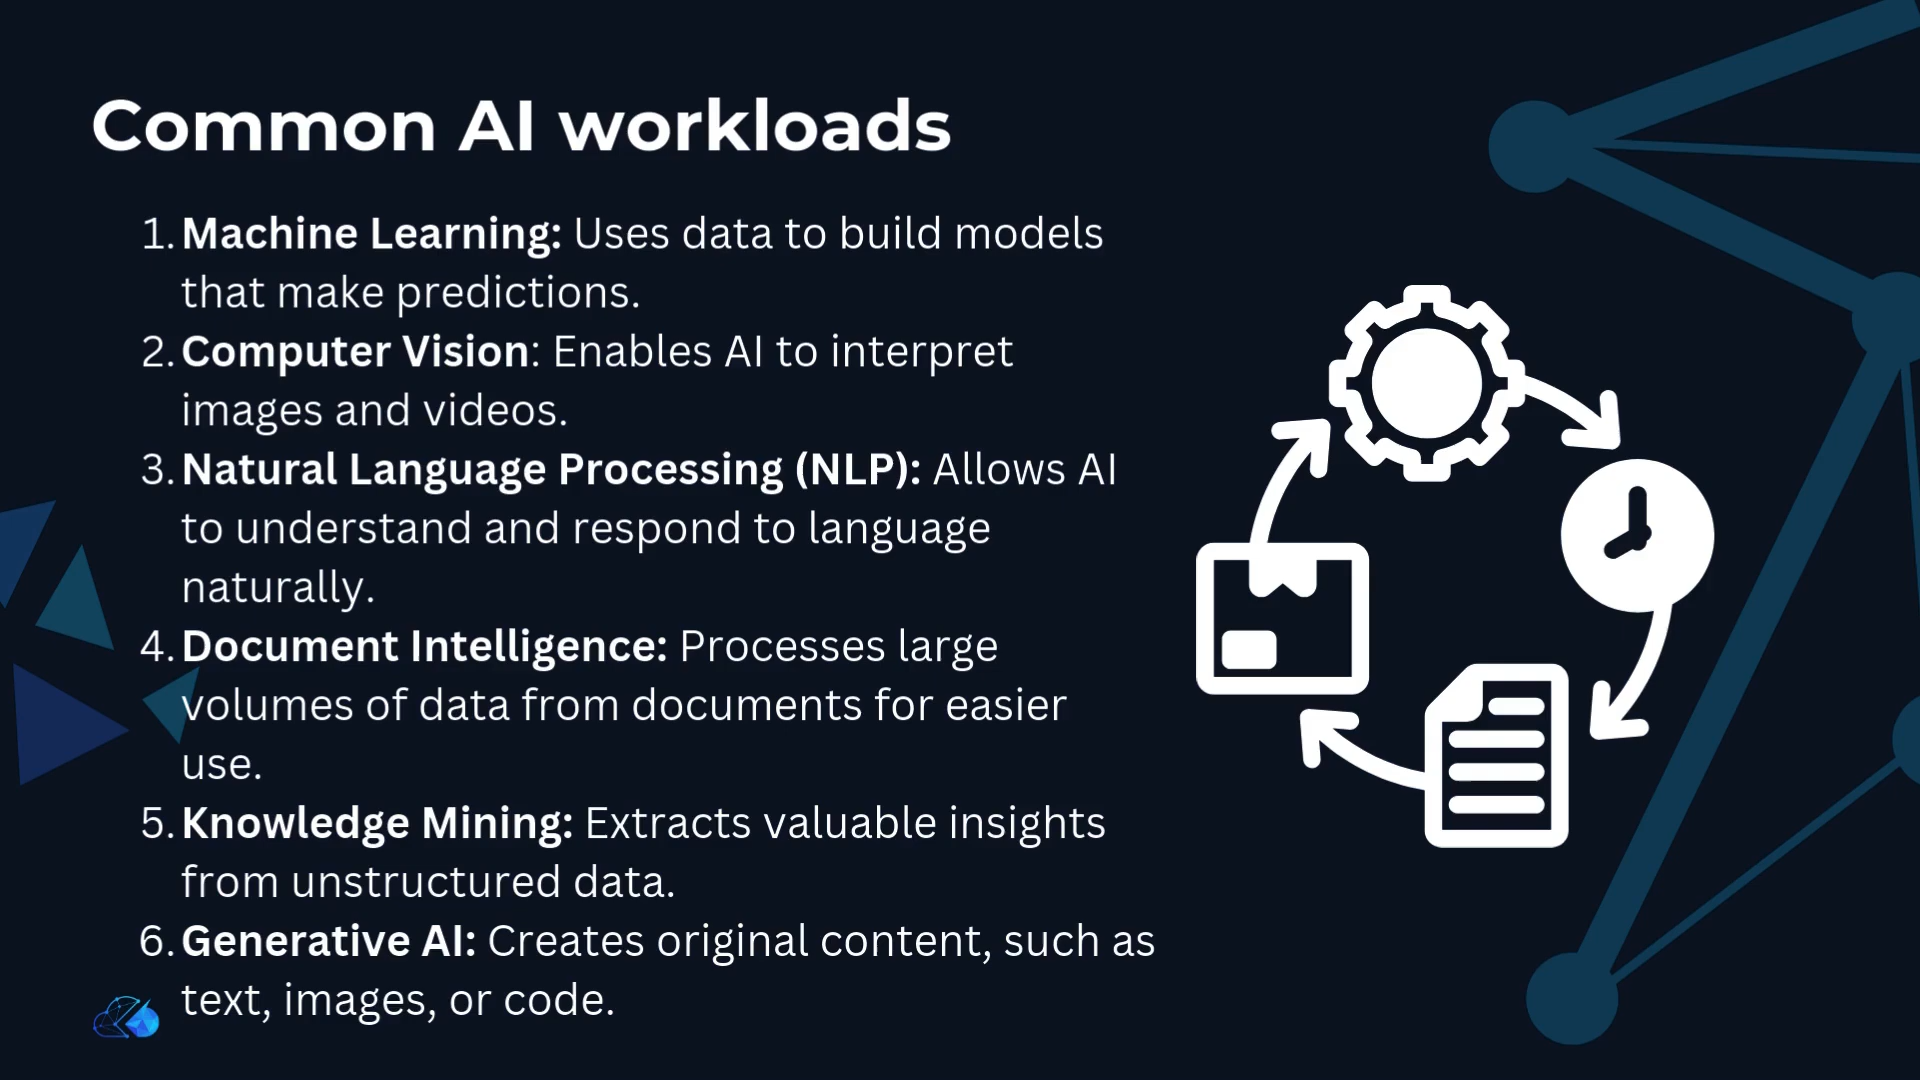 Common AI workloads
1. Machine Learning: Uses data to build models
that make predictions.
2. Computer Vision: Enables AI to interpret
images and videos.
3. Natural Language Processing (NLP): Allows AI
to understand and respond to language
naturally.
4. Document Intelligence: Processes large
volumes of data from documents for easier
use.
5. Knowledge Mining: Extracts valuable insights
from unstructured data.
6. Generative AI: Creates original content, such as
text, images, or code.